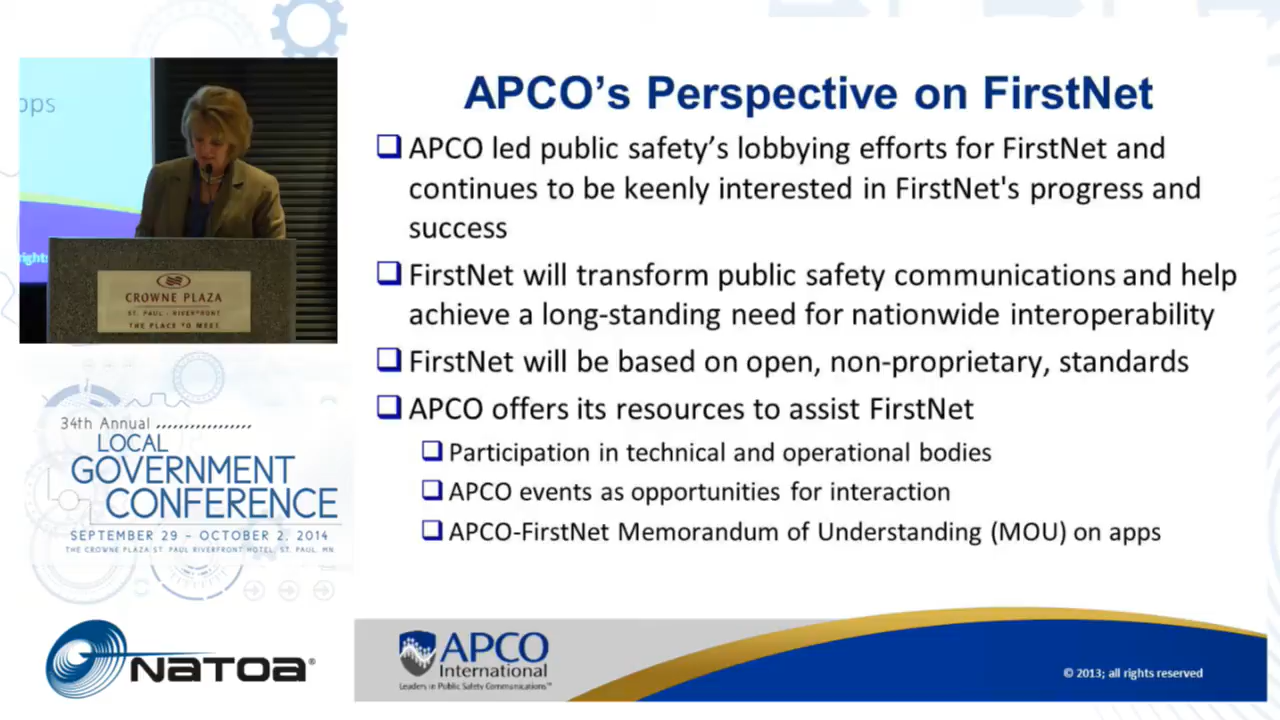 APCO's Perspective on FirstNet
APCO led public safety's lobbying efforts for FirstNet and
continues to be keenly interested in FirstNet's progress and
success
FirstNet will transform public safety communications and help
achieve a long-standing need for nationwide interoperability
FirstNet will be based on open, non-proprietary, standards
APCO offers its resources to assist FirstNet
Participation in technical and operational bodies
APCO events as opportunities for interaction
APCO-FirstNet Memorandum of Understanding (MOU) on apps
pps
rights
CROWNE PLAZA
ST. PAUL - RIVERFRONT
THE PLACE TO MEET
34th Annual
LOCAL
GOVERNMENT
CONFERENCE
SEPTEMBER 29 - OCTOBER 2, 2014
THE CROWNE PLAZA ST. PAUL RIVERFRONT HOTEL, ST. PAUL, MN
NATOA®
APCO
International
Leaders in Public Safety Communications™
© 2013; all rights reserved